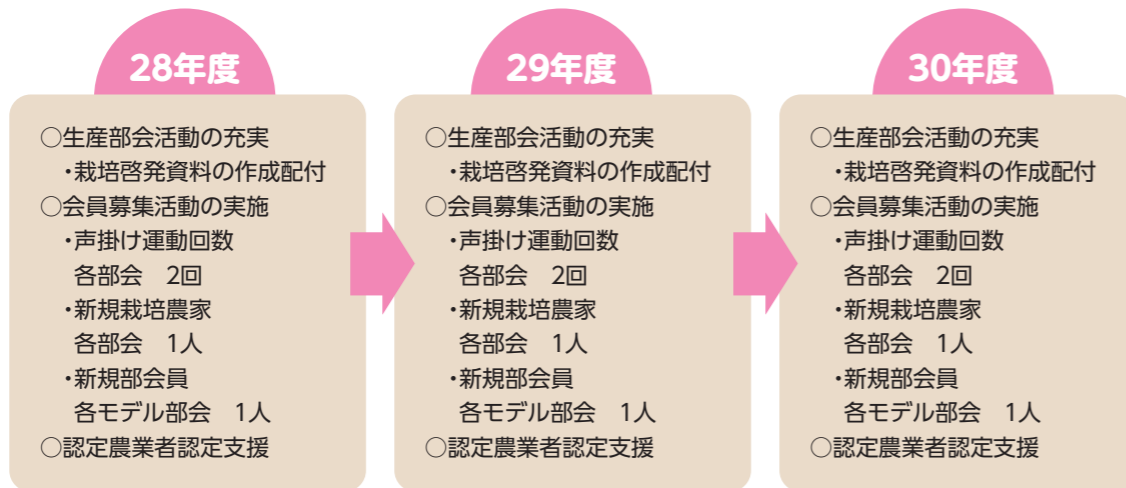 28年度
○生産部会活動の充実
・栽培啓発資料の作成配付
○会員募集活動の実施
・声掛け運動回数
各部会　2回
・新規栽培農家
各部会　1人
・新規部会員
各モデル部会　1人
○認定農業者認定支援
29年度
○生産部会活動の充実
・栽培啓発資料の作成配付
○会員募集活動の実施
・声掛け運動回数
各部会　2回
・新規栽培農家
各部会　1人
・新規部会員
各モデル部会　1人
○認定農業者認定支援
30年度
○生産部会活動の充実
・栽培啓発資料の作成配付
○会員募集活動の実施
・声掛け運動回数
各部会　2回
・新規栽培農家
各部会　1人
・新規部会員
各モデル部会　1人
○認定農業者認定支援